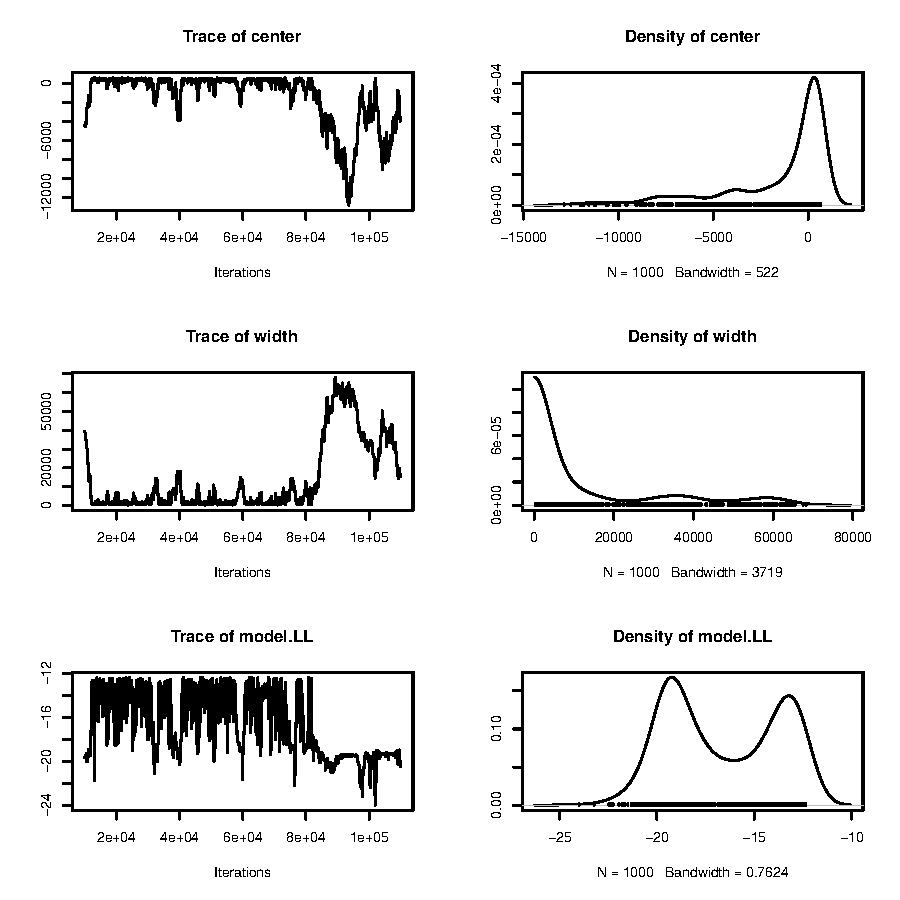 Trace of center
Density of center
0
-6000
-12000
2e+04 4e+04 6e+04 8e+04 1e+05
Iterations
4e-04
2e-04
0e+00
-15000 -10000 -5000 0
N = 1000 Bandwidth = 522
Trace of width
Density of width
50000
20000
0
2e+04 4e+04 6e+04 8e+04 1e+05
Iterations
6e-05
0e+00
0 20000 40000 60000 80000
N = 1000 Bandwidth = 3719
Trace of model.LL
Density of model.LL
-12
-16
-20
-24
2e+04 4e+04 6e+04 8e+04 1e+05
Iterations
0.10
0.00
-25 -20 -15 -10
N = 1000 Bandwidth = 0.7624